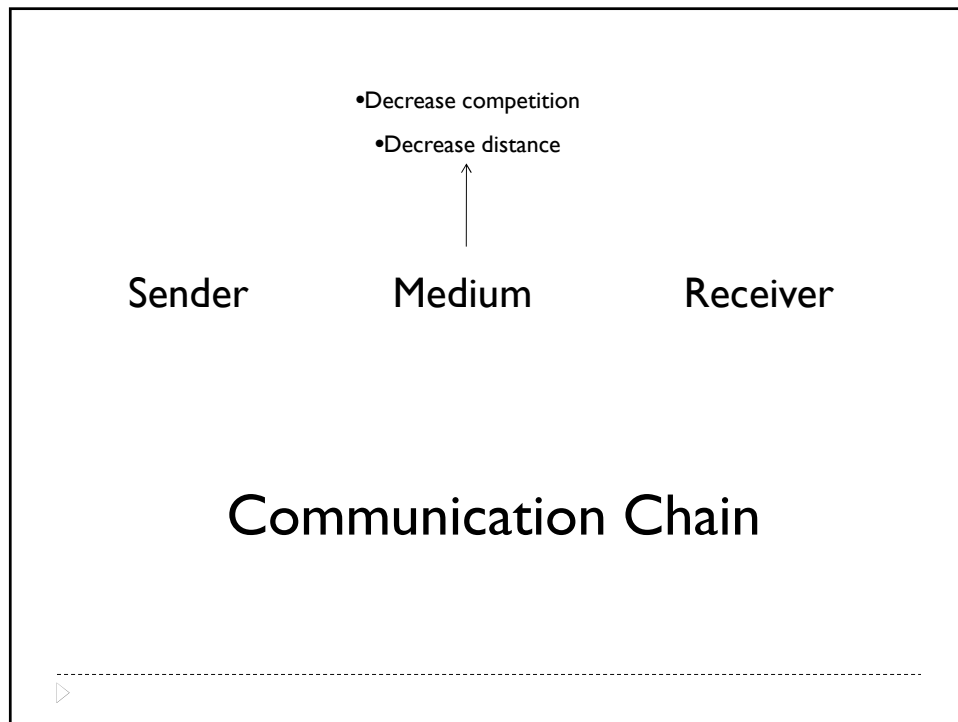 •Decrease competition
•Decrease distance
Sender Medium Receiver
Communication Chain